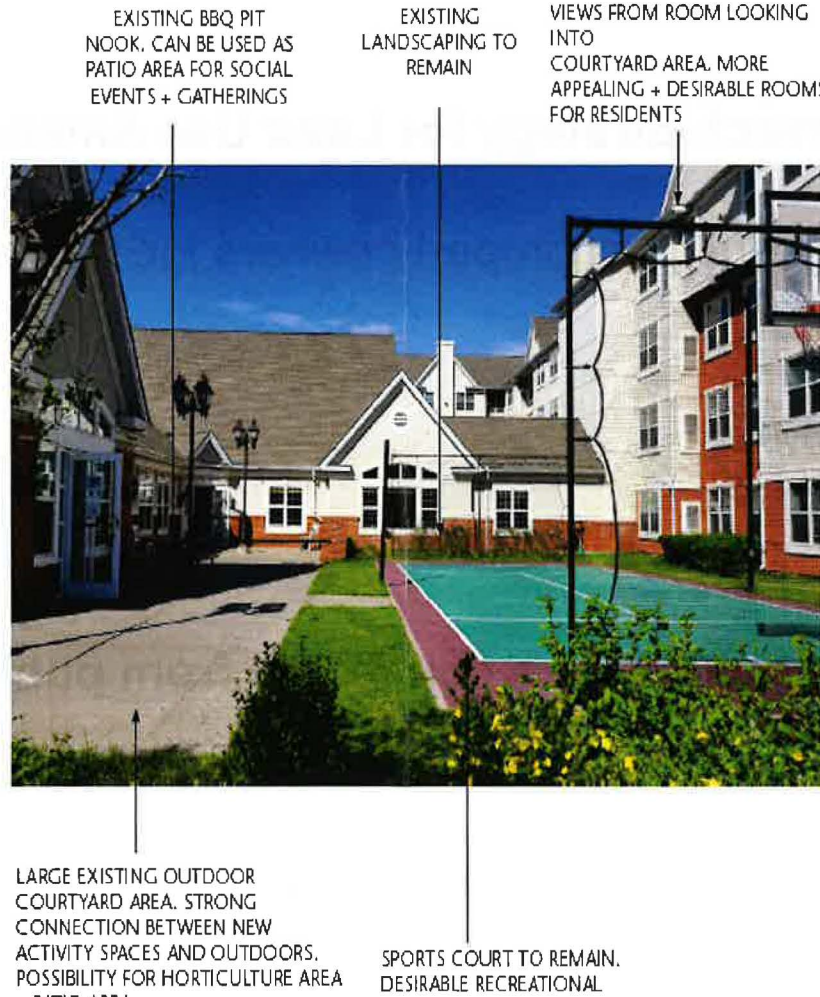 EXISTING BBQ PIT
NOOK. CAN BE USED AS
PATIO AREA FOR SOCIAL
EVENTS + GATHERINGS
EXISTING
LANDSCAPING TO
REMAIN
VIEWS FROM ROOM LOOKING
INTO
COURTYARD AREA. MORE
APPEALING + DESIRABLE ROOMS
FOR RESIDENTS
LARGE EXISTING OUTDOOR
COURTYARD AREA. STRONG
CONNECTION BETWEEN NEW
ACTIVITY SPACES AND OUTDOORS.
POSSIBILITY FOR HORTICULTURE AREA
SPORTS COURT TO REMAIN.
DESIRABLE RECREATIONAL